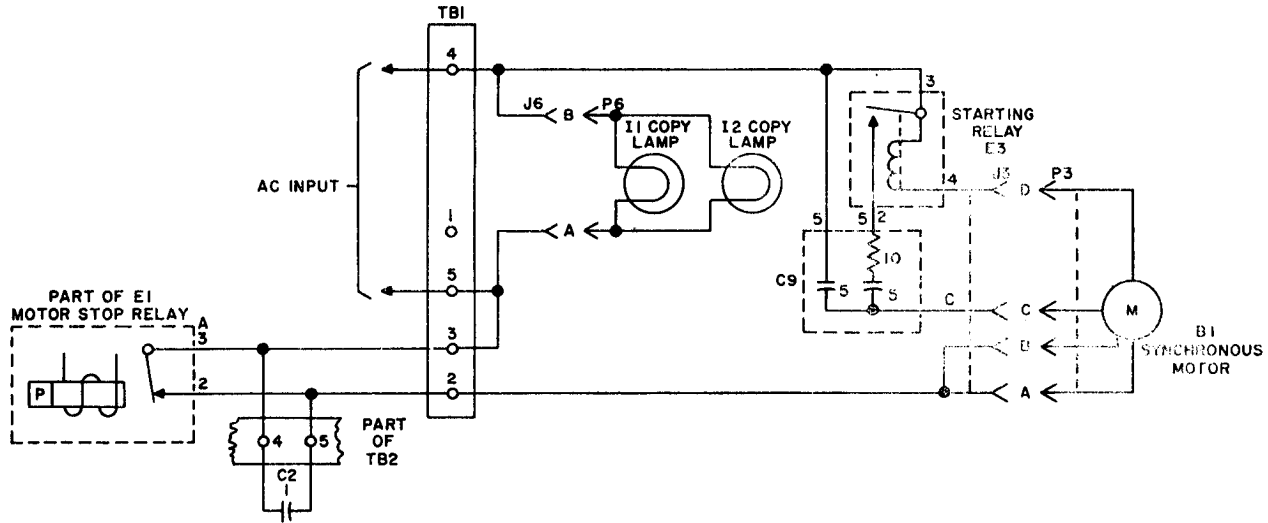 TB1
4
J6
B
P6
I1 COPY
LAMP
I2 COPY
LAMP
3
STARTING
RELAY
E3
4
J3
D
P3
AC INPUT
1
A
5
5
2
10
C9
5
5
C
C
M
5
PART OF E1
MOTOR STOP RELAY
A
3
3
B
B1
SYNCHRONOUS
MOTOR
P
2
2
A
4
5
PART
OF
TB2
C2